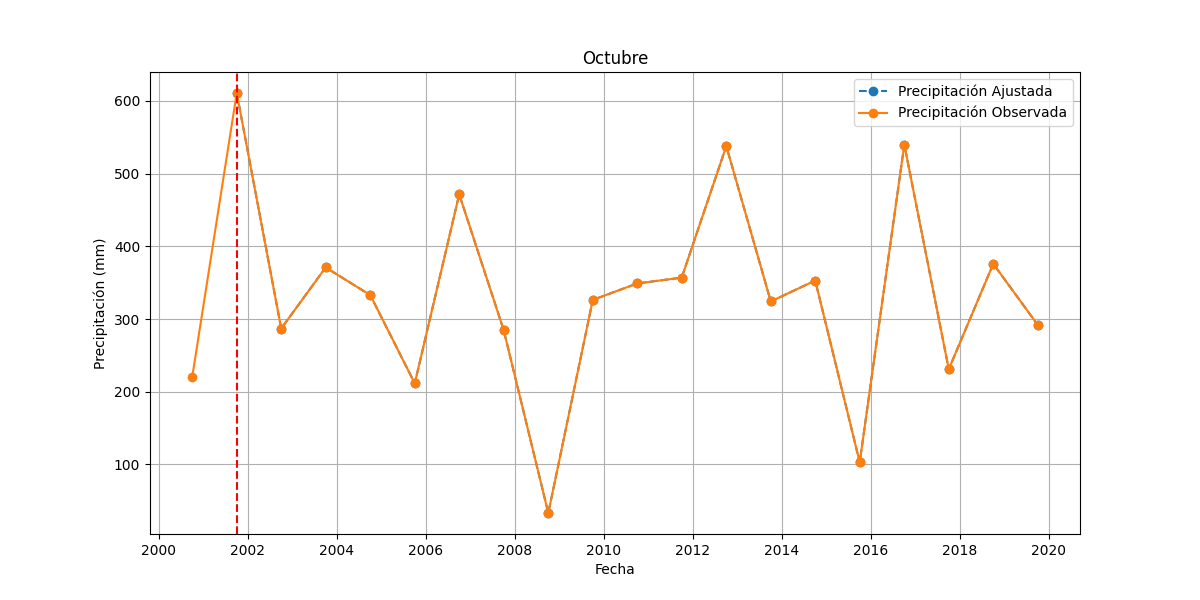 Octubre
Precipitación Ajustada
Precipitación Observada
Precipitación (mm)
600
500
400
300
200
100
2000 2002 2004 2006 2008 2010 2012 2014 2016 2018 2020
Fecha